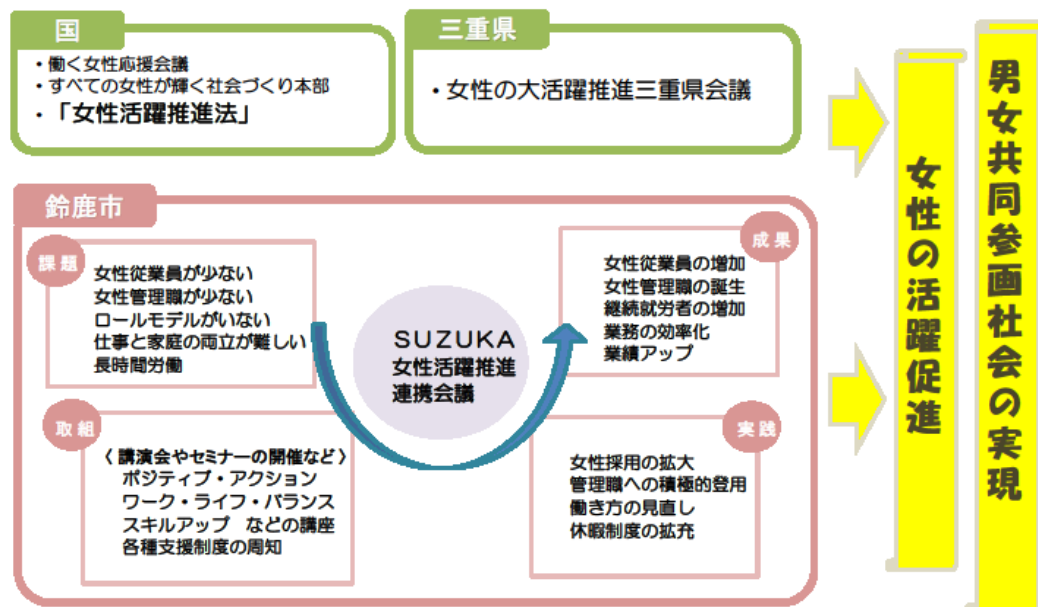 国
・働く女性応援会議
・すべての女性が輝く社会づくり本部
・「女性活躍推進法」
三重県
・女性の大活躍推進三重県会議
鈴鹿市
課題
女性従業員が少ない
女性管理職が少ない
ロールモデルがいない
仕事と家庭の両立が難しい
長時間労働
取組
〈 講演会やセミナーの開催など 〉
ポジティブ・アクション
ワーク・ライフ・バランス
スキルアップ などの講座
各種支援制度の周知
SUZUKA
女性活躍推進
連携会議
成果
女性従業員の増加
女性管理職の誕生
継続就労者の増加
業務の効率化
業績アップ
実践
女性採用の拡大
管理職への積極的登用
働き方の見直し
休暇制度の拡充
女性の活躍促進
男女共同参画社会の実現